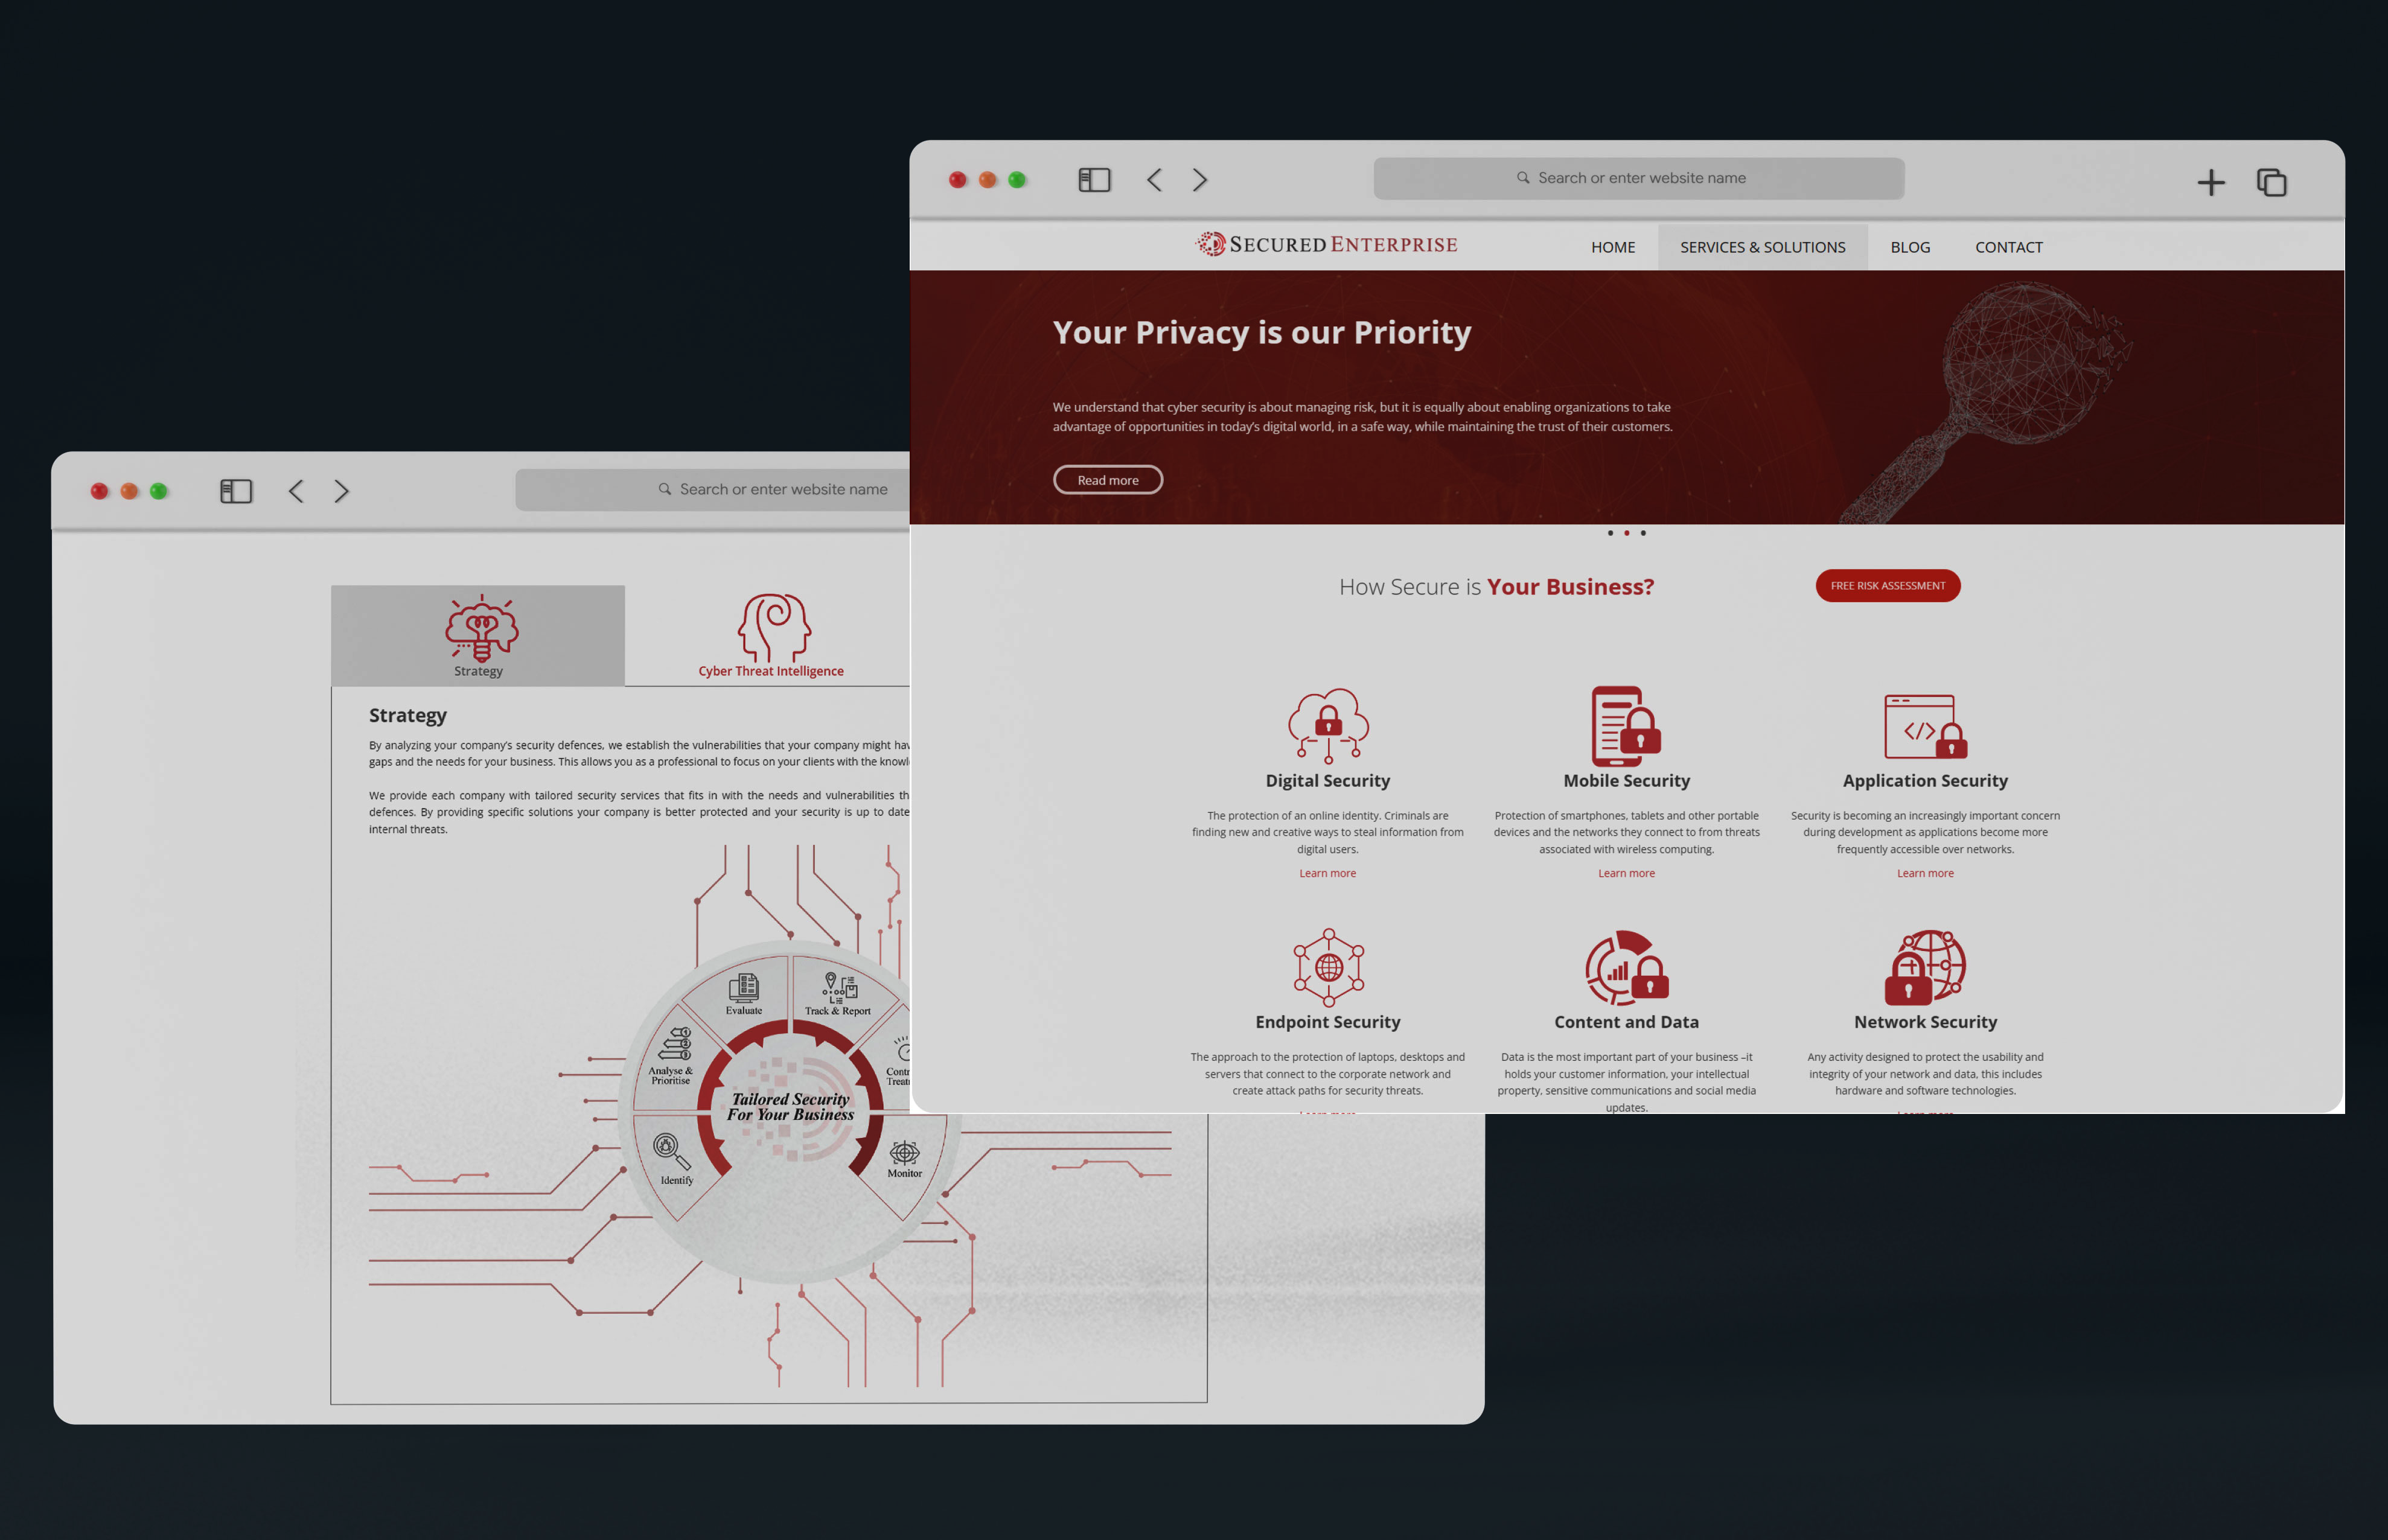 Search or enter website name
SECURED ENTERPRISE
HOME
SERVICES & SOLUTIONS
BLOG
CONTACT
Your Privacy is our Priority
We understand that cyber security is about managing risk, but it is equally about enabling organizations to take
advantage of opportunities in today's digital world, in a safe way, while maintaining the trust of their customers.
Read more
How Secure is Your Business?
FREE RISK ASSESSMENT
Digital Security
The protection of an online identity. Criminals are
finding new and creative ways to steal information from
digital users.
Learn more
Mobile Security
Protection of smartphones, tablets and other portable
devices and the networks they connect to from threats
associated with wireless computing.
Learn more
Application Security
Security is becoming an increasingly important concern
during development as applications become more
frequently accessible over networks.
Learn more
Endpoint Security
The approach to the protection of laptops, desktops and
servers that connect to the corporate network and
create attack paths for security threats.
Content and Data
Data is the most important part of your business –it
holds your customer information, your intellectual
property, sensitive communications and social media
updates.
Network Security
Any activity designed to protect the usability and
integrity of your network and data, this includes
hardware and software technologies.
Search or enter website name
Strategy
Cyber Threat Intelligence
Strategy
By analyzing your company's security defences, we establish the vulnerabilities that your company might
gaps and the needs for your business. This allows you as a professional to focus on your clients with the
We provide each company with tailored security services that fits in with the needs and vulnerabilities
defences. By providing specific solutions your company is better protected and your security is up to date
internal threats.
Evaluate
Track & Report
Analyse &
Prioritise
Tailored Security
For Your Business
Identify
Monitor